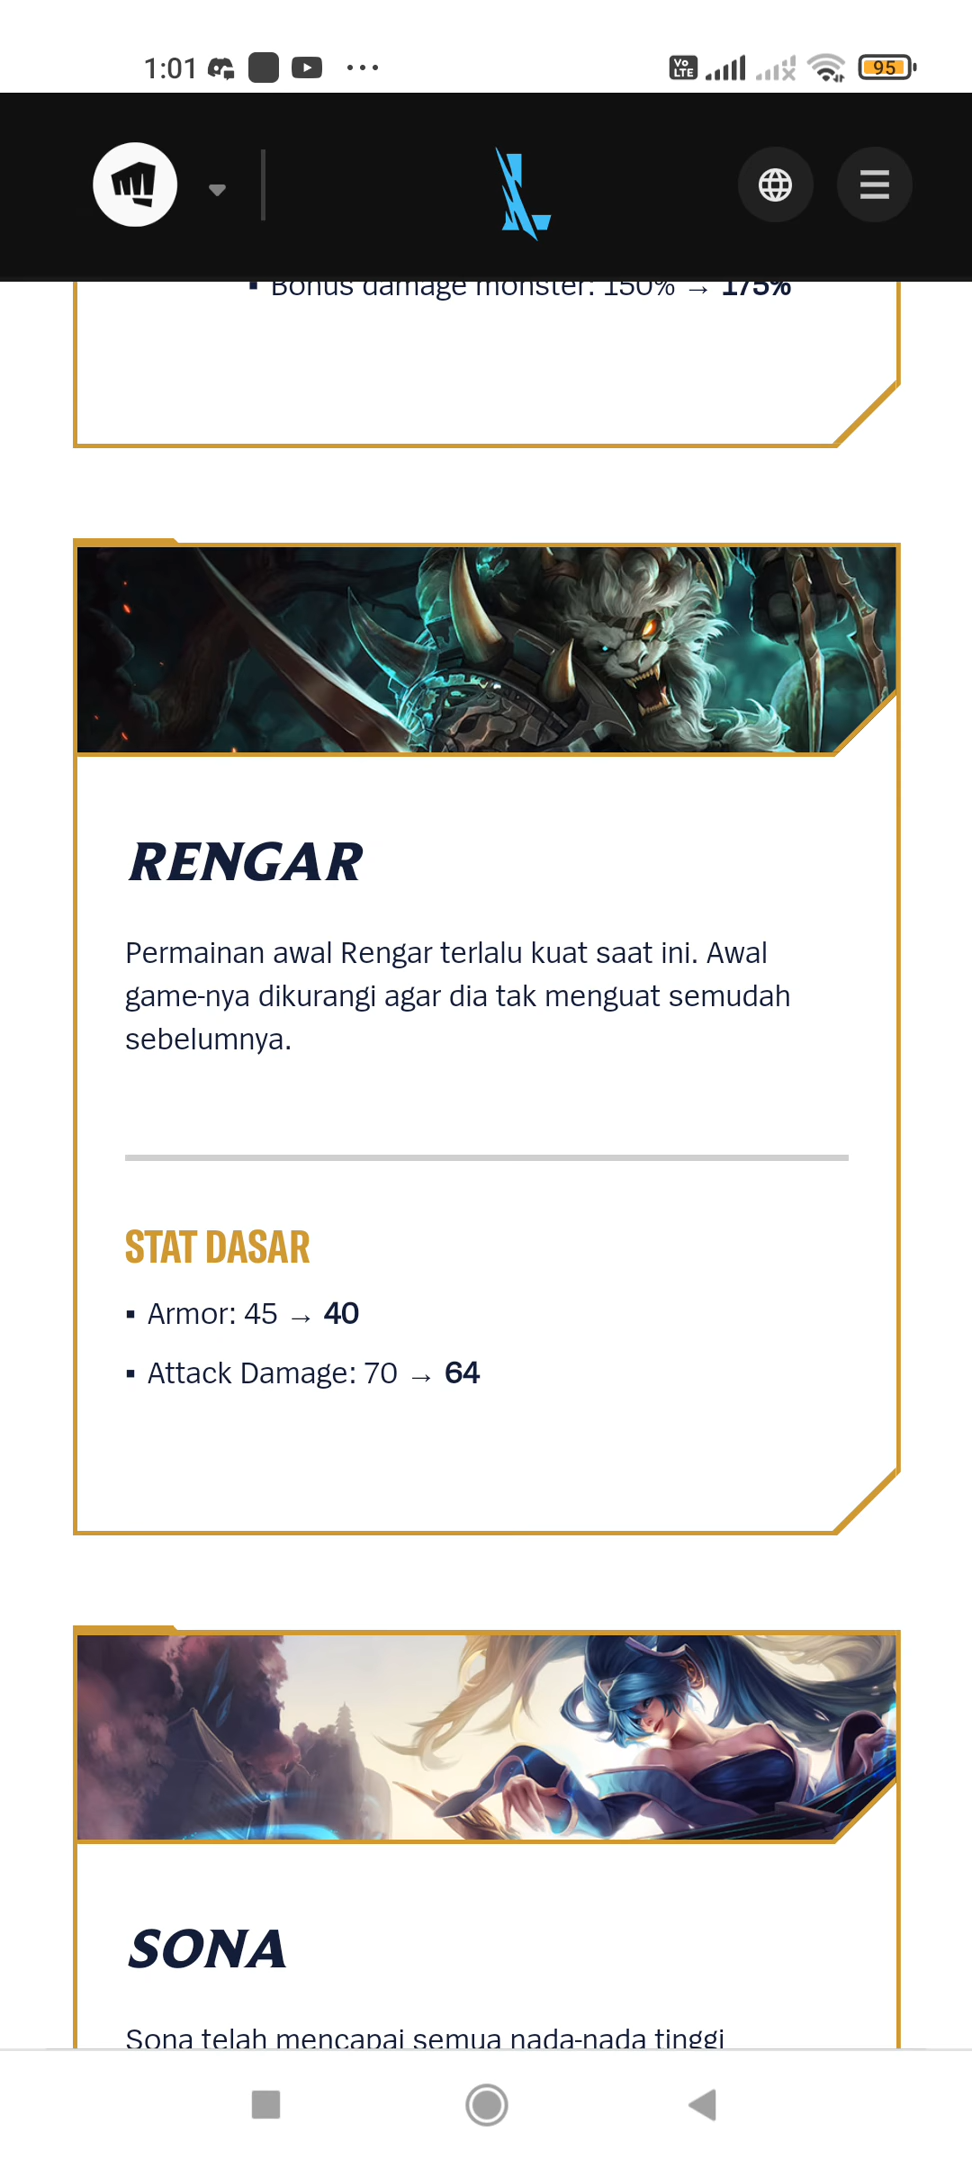 1:01
Vo LTE
95
Bonus damage monster: 150% → 175%
RENGAR
Permainan awal Rengar terlalu kuat saat ini. Awal
game-nya dikurangi agar dia tak menguat semudah
sebelumnya.
STAT DASAR
▪ Armor: 45 → 40
▪ Attack Damage: 70 → 64
SONA
Sona telah mencapai semua nada-nada tinggi